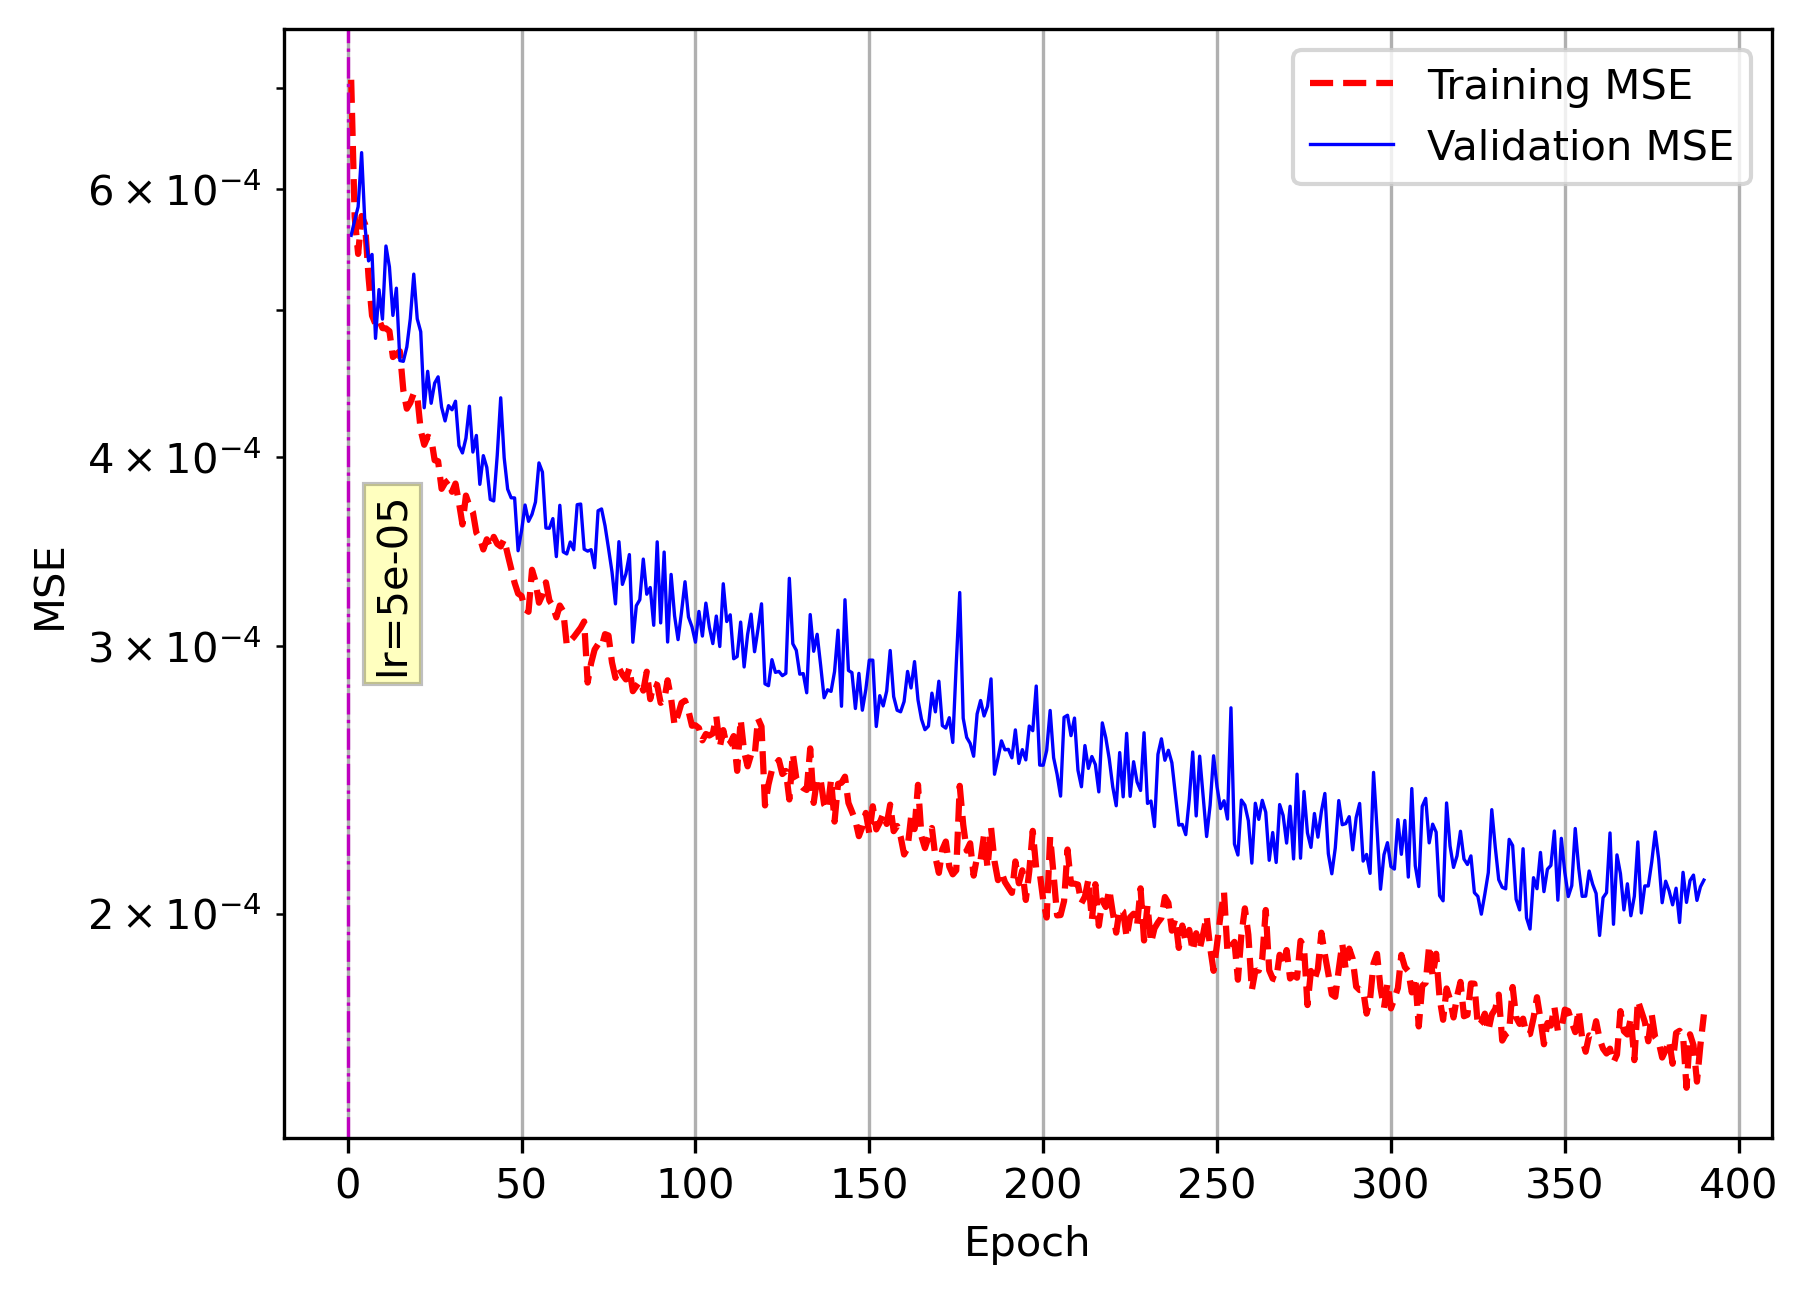 Training MSE
Validation MSE
6 × 10⁻⁴
4 × 10⁻⁴
3 × 10⁻⁴
2 × 10⁻⁴
MSE
lr=5e-05
0 50 100 150 200 250 300 350 400
Epoch